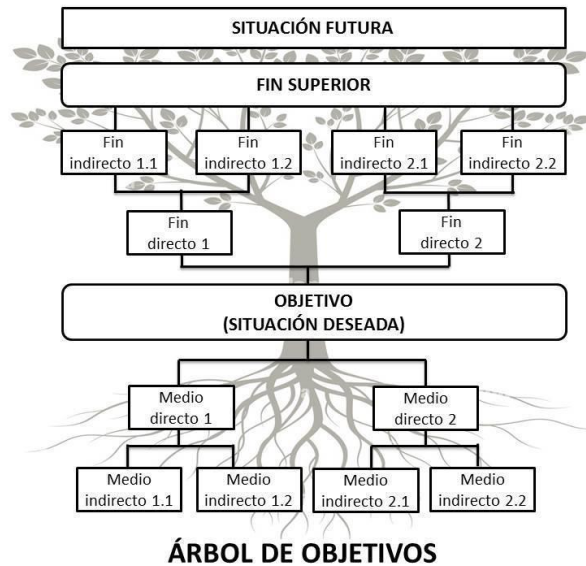 SITUACIÓN FUTURA
FIN SUPERIOR
Fin
indirecto 1.1
Fin
indirecto 1.2
Fin
indirecto 2.1
Fin
indirecto 2.2
Fin
directo 1
Fin
directo 2
OBJETIVO
(SITUACIÓN DESEADA)
Medio
directo 1
Medio
directo 2
Medio
indirecto 1.1
Medio
indirecto 1.2
Medio
indirecto 2.1
Medio
indirecto 2.2
ÁRBOL DE OBJETIVOS